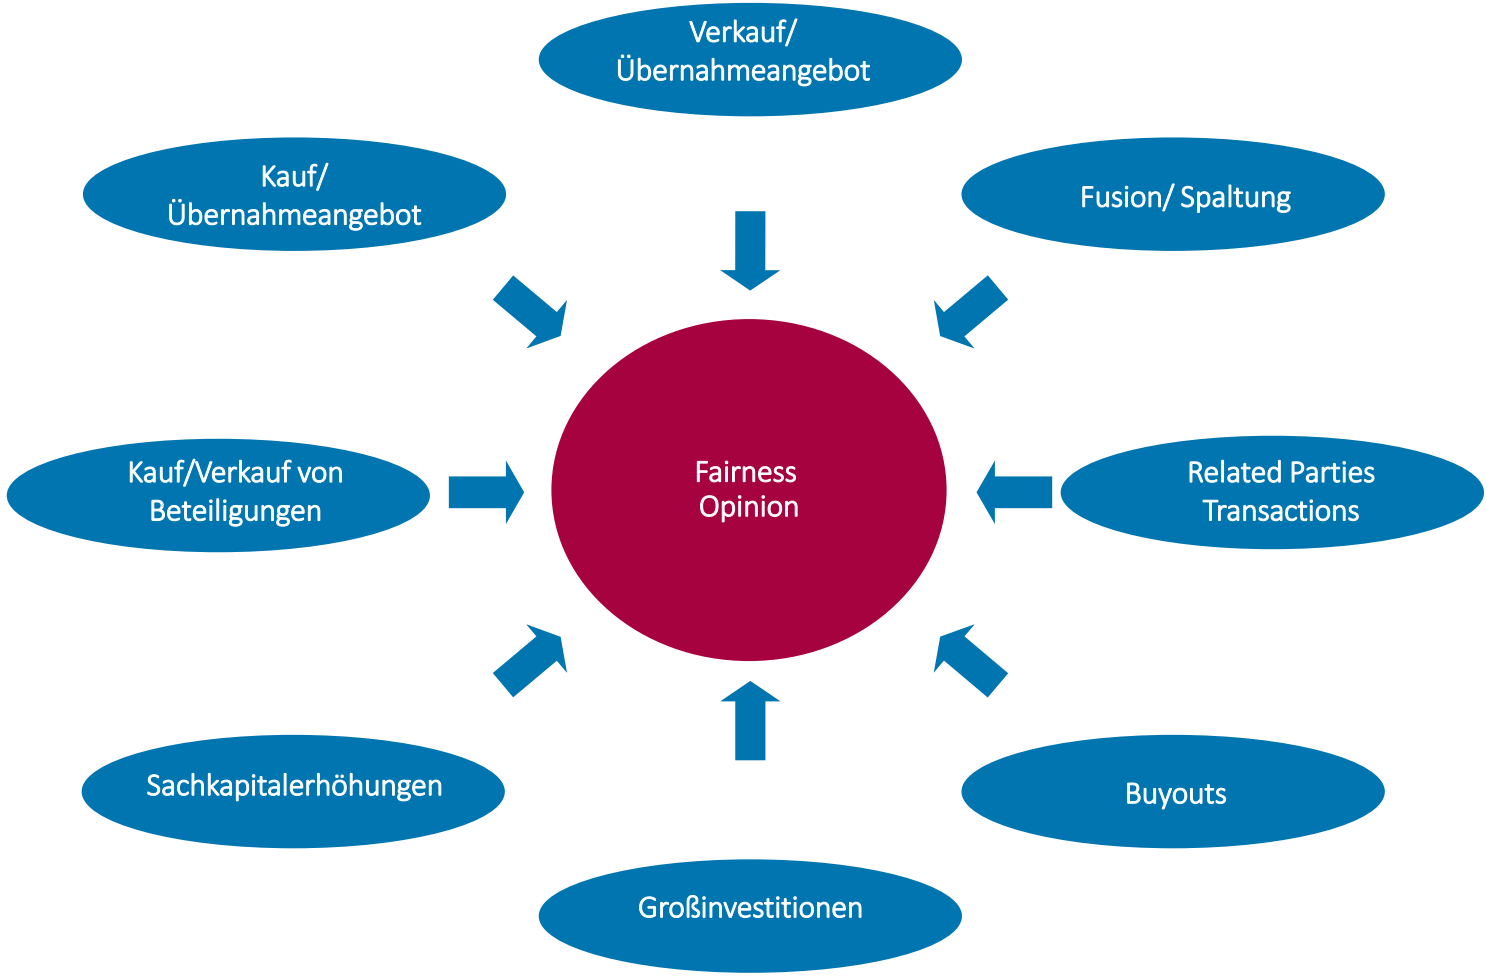 Verkauf/
Übernahmeangebot
Kauf/
Übernahmeangebot
Fusion/ Spaltung
Kauf/Verkauf von
Beteiligungen
Fairness
Opinion
Related Parties
Transactions
Sachkapitalerhöhungen
Buyouts
Großinvestitionen